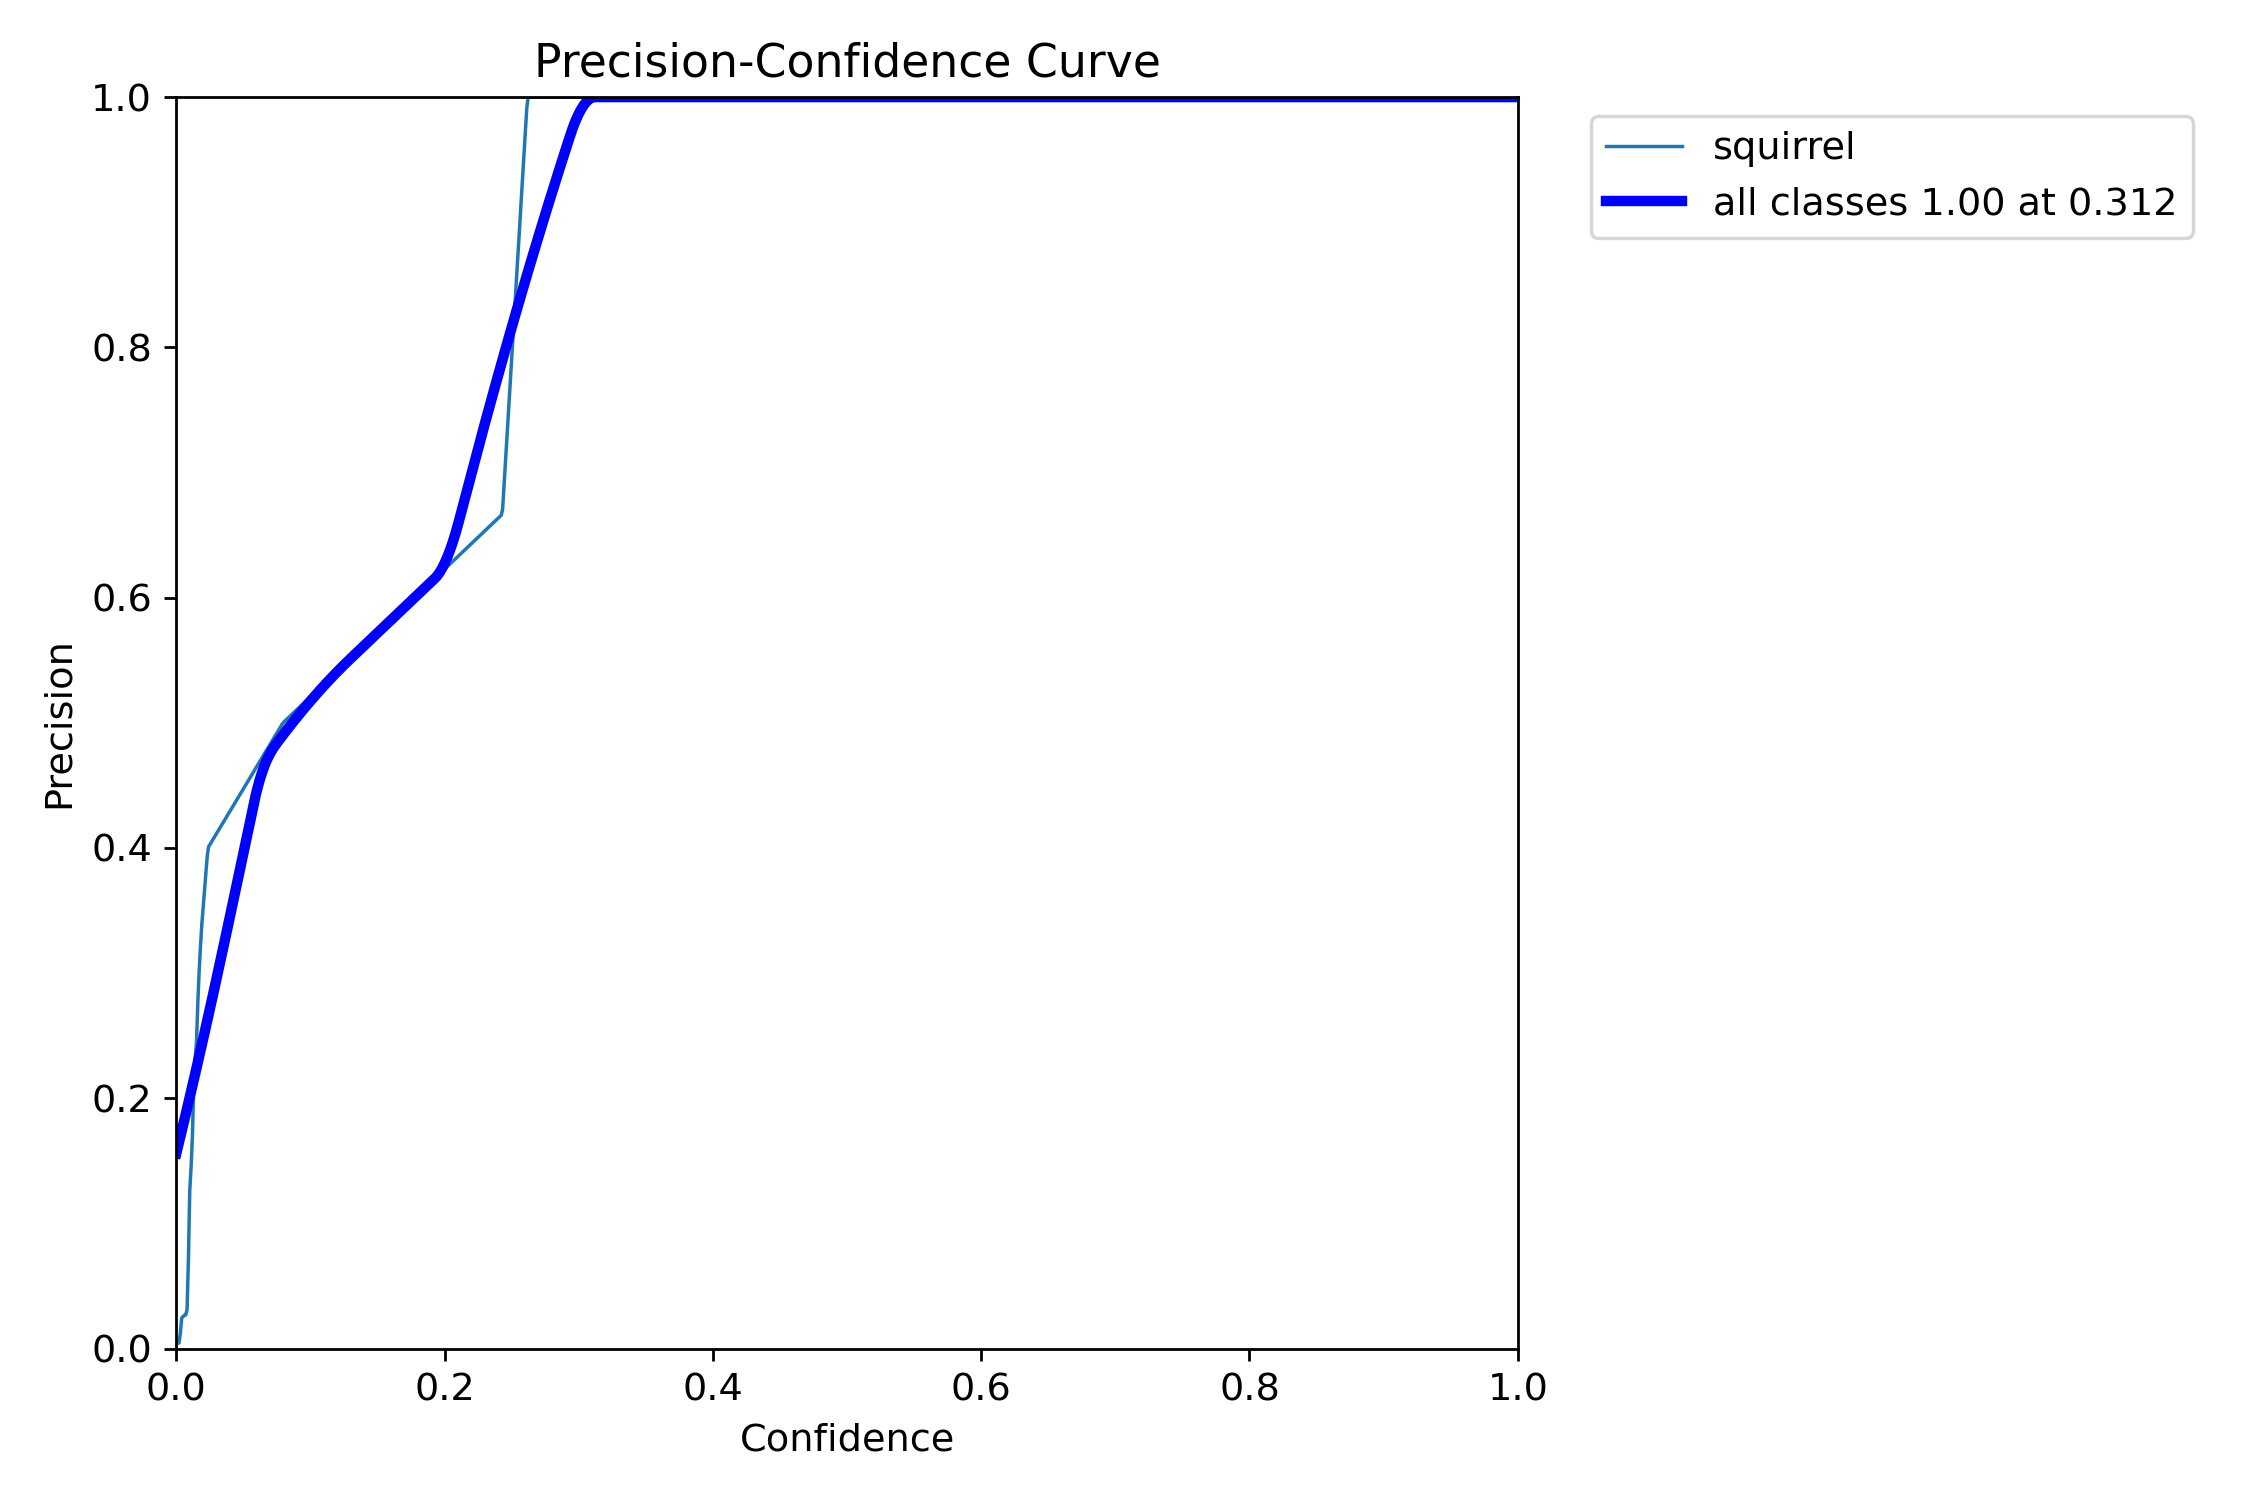 Precision-Confidence Curve
1.0
0.8
0.6
0.4
0.2
0.0
Precision
0.0 0.2 0.4 0.6 0.8 1.0
Confidence
squirrel
all classes 1.00 at 0.312